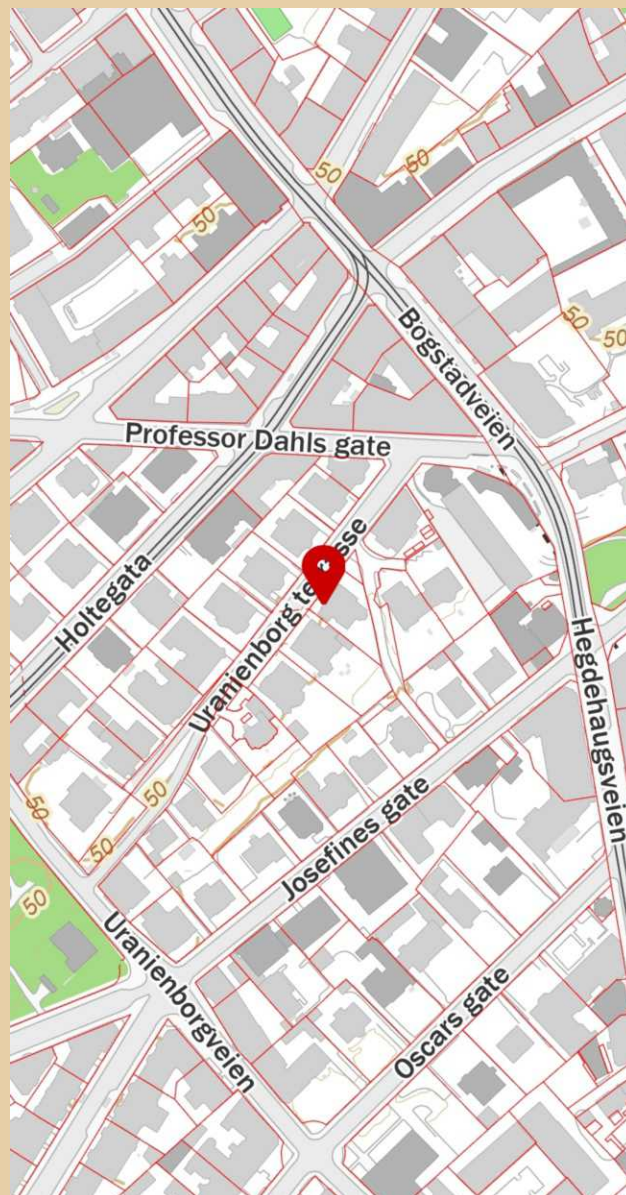 50
50
50
50
50
Bogstadveien
Professor Dahls gate
Uranienborg terrasse
Holtegata
Hegdehaugsveien
50
50
50
50
Josefines gate
Uranienborgveien
Oscars gate